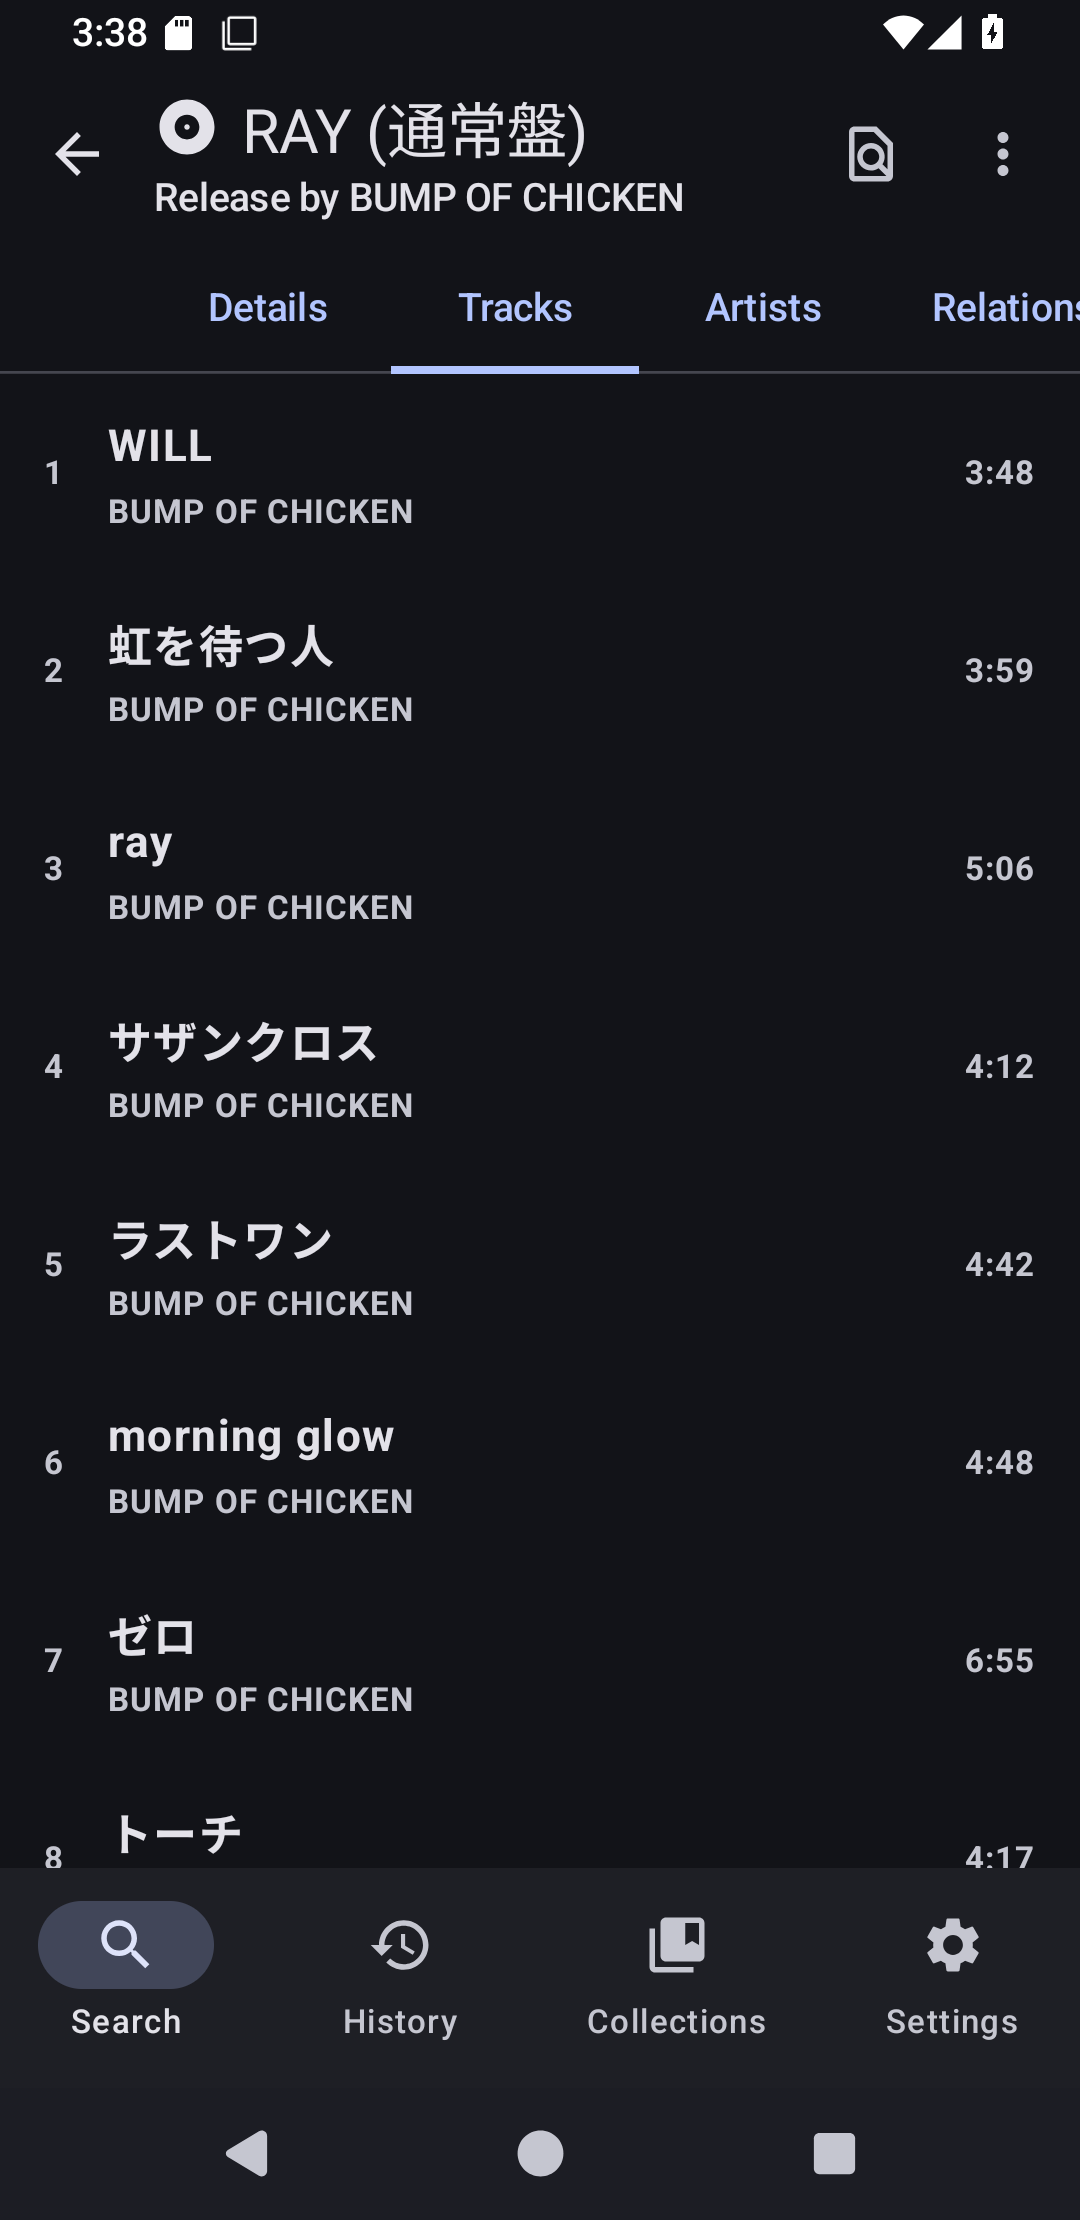 3:38
RAY (通常盤)
Release by BUMP OF CHICKEN
Details Tracks Artists Relations
1 WILL 3:48
BUMP OF CHICKEN
2 虹を待つ人 3:59
BUMP OF CHICKEN
3 ray 5:06
BUMP OF CHICKEN
4 サザンクロス 4:12
BUMP OF CHICKEN
5 ラストワン 4:42
BUMP OF CHICKEN
6 morning glow 4:48
BUMP OF CHICKEN
7 ゼロ 6:55
BUMP OF CHICKEN
8 トーチ 4:17
Search History Collections Settings